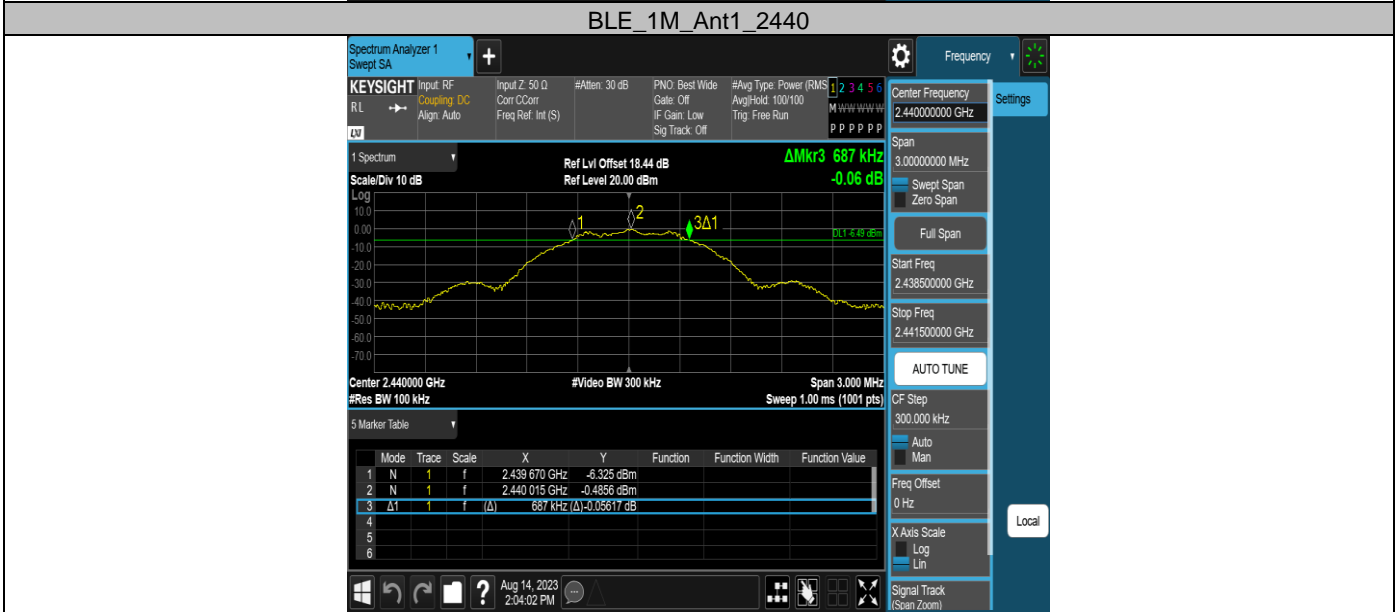 BLE_1M_Ant1_2440
Spectrum Analyzer 1
Swept SA
+
Frequency
KEYSIGHT
RL
LXI
Input: RF
Coupling: DC
Align: Auto
Input Z: 50 Ω
Corr CCorr
Freq Ref: Int (S)
#Atten: 30 dB
PNO: Best Wide
Gate: Off
IF Gain: Low
Sig Track: Off
#Avg Type: Power (RMS
Avg|Hold: 100/100
Trig: Free Run
1 2 3 4 5 6
M W W W W W
P P P P P P
1 Spectrum
Scale/Div 10 dB
Ref Lvl Offset 18.44 dB
Ref Level 20.00 dBm
ΔMkr3 687 kHz
-0.06 dB
Log
10.0
0.00
-10.0
-20.0
-30.0
-40.0
-50.0
-60.0
-70.0
1
2
3Δ1
DL1 -6.49 dBm
Center 2.440000 GHz
#Video BW 300 kHz
Span 3.000 MHz
#Res BW 100 kHz
Sweep 1.00 ms (1001 pts)
5 Marker Table
Mode Trace Scale X Y Function Function Width Function Value
1 N 1 f 2.439 670 GHz -6.325 dBm
2 N 1 f 2.440 015 GHz -0.4856 dBm
3 Δ1 1 f (Δ) 687 kHz (Δ) -0.05617 dB
4
5
6
Aug 14, 2023
2:04:02 PM
?
Center Frequency
2.440000000 GHz
Settings
Span
3.00000000 MHz
Swept Span
Zero Span
Full Span
Start Freq
2.438500000 GHz
Stop Freq
2.441500000 GHz
AUTO TUNE
CF Step
300.000 kHz
Auto
Man
Freq Offset
0 Hz
Local
X Axis Scale
Log
Lin
Signal Track
(Span Zoom)